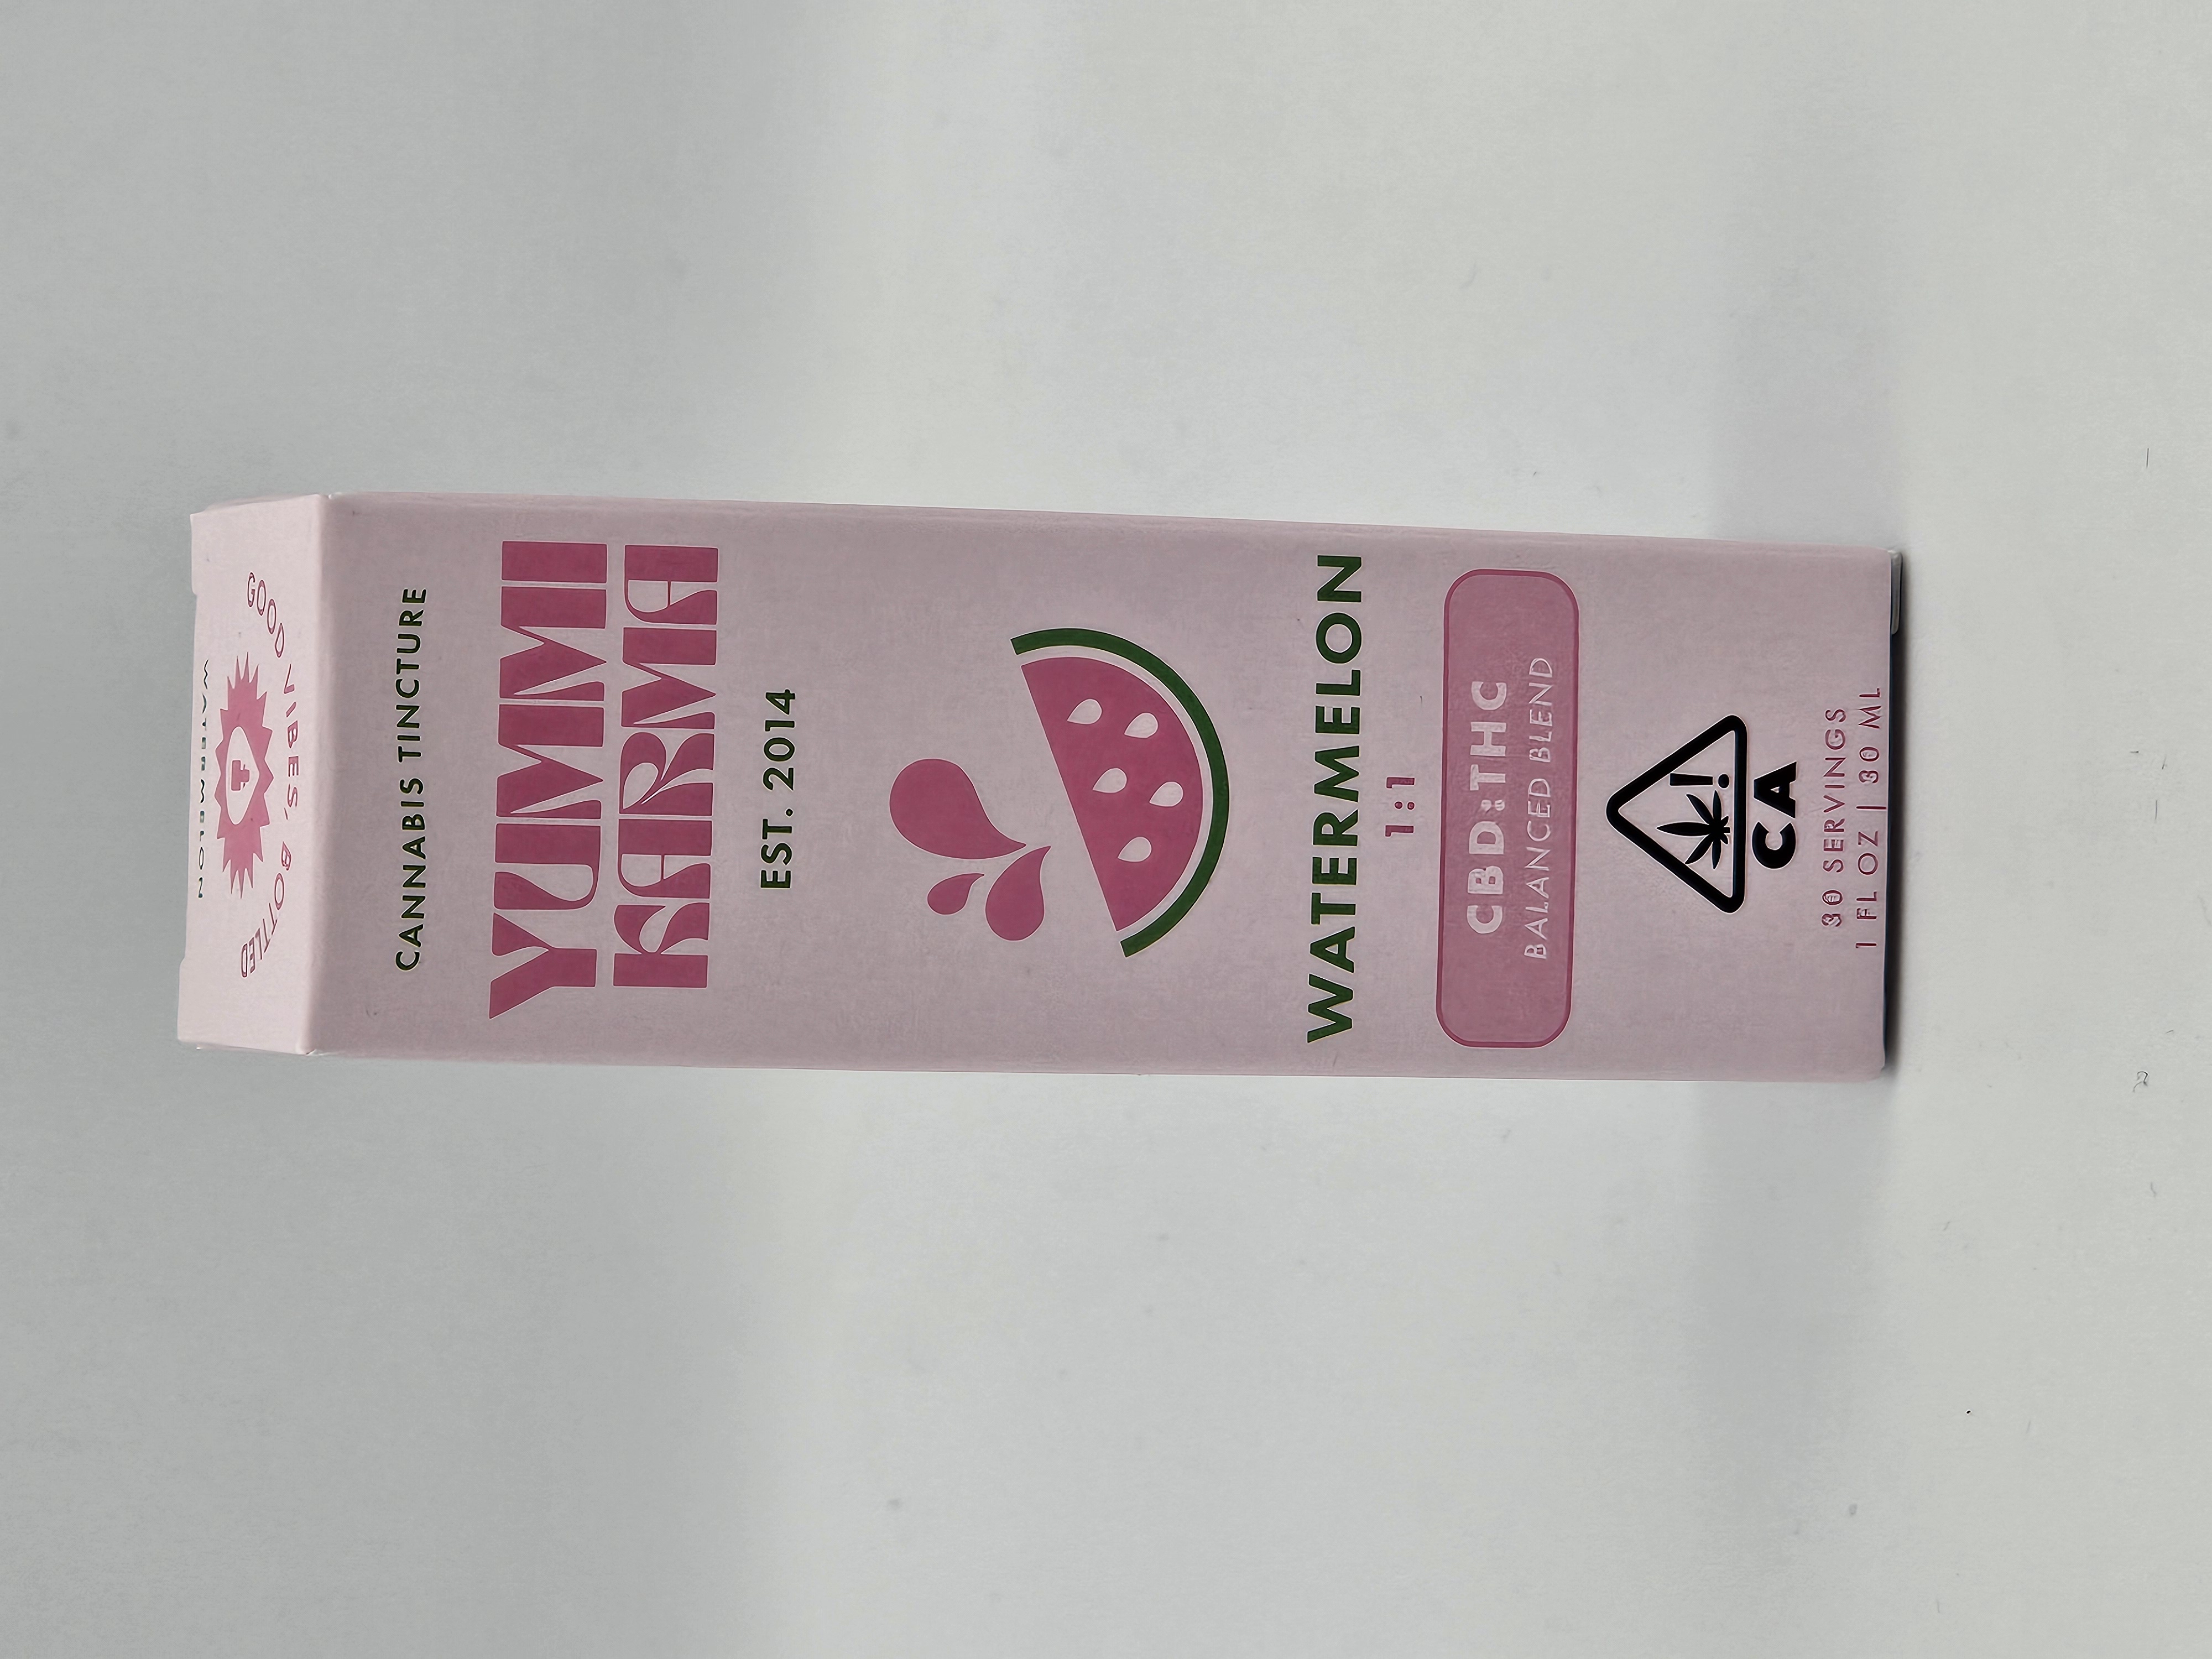 WATERMELON
GOOD VIBES, BOTTLED
CANNABIS TINCTURE
YUMMI
KARMA
EST. 2014
WATERMELON
1:1
CBD:THC
BALANCED BLEND
!
CA
30 SERVINGS
1 FL OZ | 30 ML